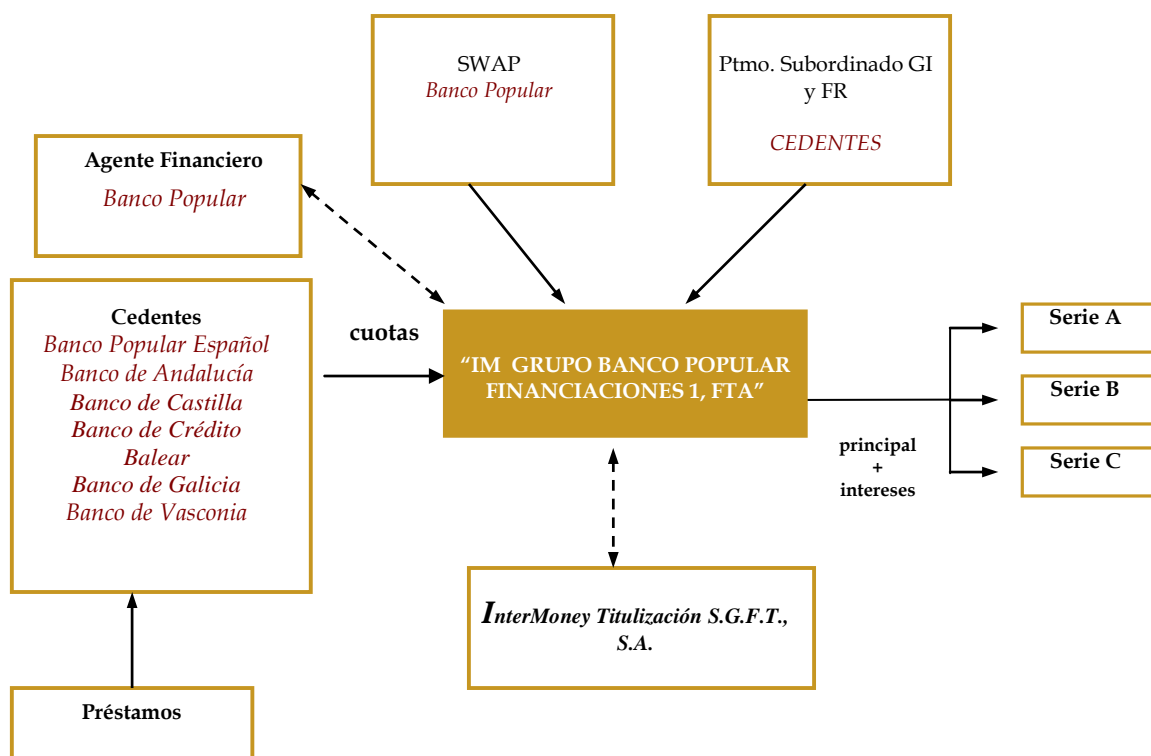 SWAP
Banco Popular
Ptmo. Subordinado GI
y FR
CEDENTES
Agente Financiero
Banco Popular
Cedentes
Banco Popular Español
Banco de Andalucía
Banco de Castilla
Banco de Crédito
Balear
Banco de Galicia
Banco de Vasconia
cuotas
“IM GRUPO BANCO POPULAR
FINANCIACIONES 1, FTA”
principal
+
intereses
Serie A
Serie B
Serie C
InterMoney Titulización S.G.F.T.,
S.A.
Préstamos